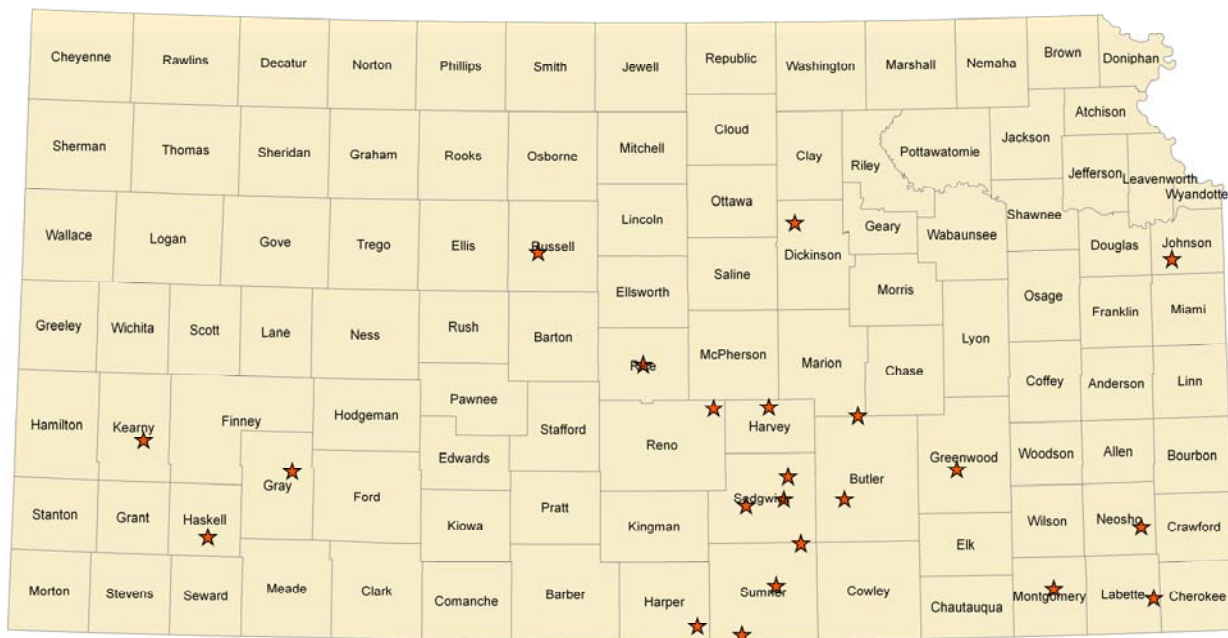 Cheyenne Rawlins Decatur Norton Phillips Smith Jewell Republic Washington Marshall Nemaha Brown Doniphan
Atchison
Sherman Thomas Sheridan Graham Rooks Osborne Mitchell Cloud Clay Riley Pottawatomie Jackson
Jefferson Leavenworth
Wyandotte
Wallace Logan Gove Trego Ellis Russell Lincoln Ottawa Dickinson Geary Wabaunsee Shawnee Douglas Johnson
Saline
Greeley Wichita Scott Lane Ness Rush Barton Ellsworth Morris Osage Franklin Miami
Rice McPherson Marion Chase Lyon Coffey Anderson Linn
Hamilton Kearny Finney Hodgeman Pawnee Stafford Reno Harvey
Edwards
Gray Ford Sedgwick Butler Greenwood Woodson Allen Bourbon
Stanton Grant Haskell Kiowa Pratt Kingman Elk Wilson Neosho Crawford
Morton Stevens Seward Meade Clark Comanche Barber Harper Sumner Cowley Chautauqua Montgomery Labette Cherokee